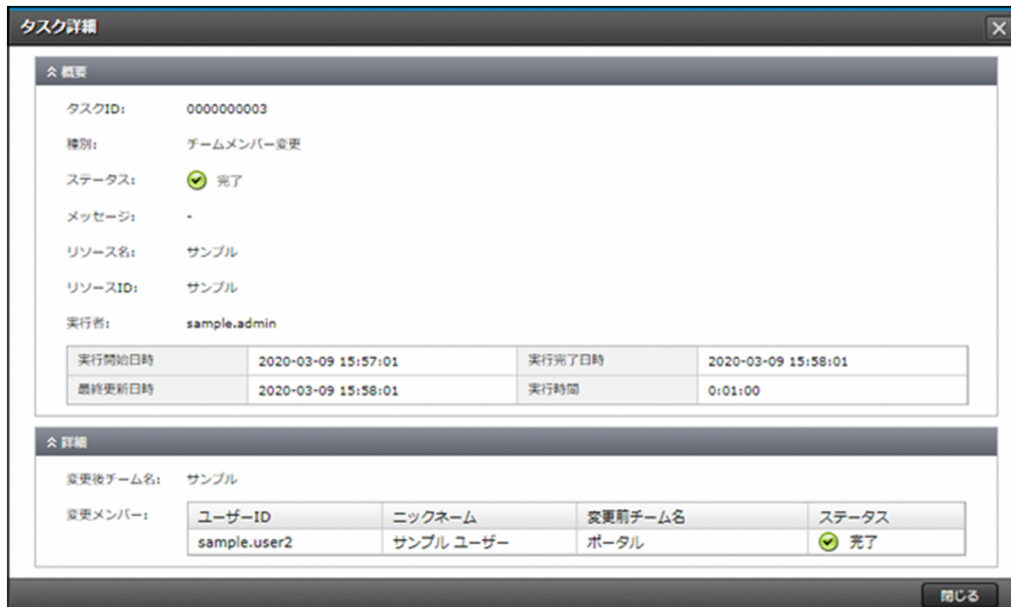 タスク詳細
概要
タスクID: 0000000003
種別: チームメンバー変更
ステータス: 完了
メッセージ: -
リソース名: サンプル
リソースID: サンプル
実行者: sample.admin
実行開始日時 2020-03-09 15:57:01 実行完了日時 2020-03-09 15:58:01
最終更新日時 2020-03-09 15:58:01 実行時間 0:01:00
詳細
変更後チーム名: サンプル
変更メンバー:
ユーザーID ニックネーム 変更前チーム名 ステータス
sample.user2 サンプル ユーザー ポータル 完了
閉じる